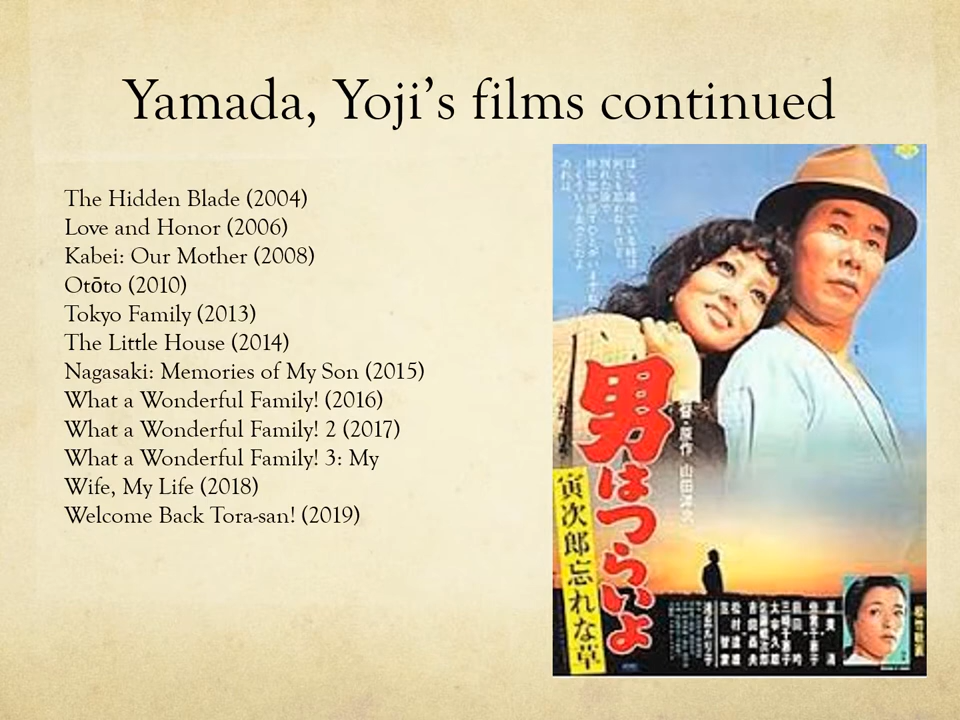 Yamada, Yoji’s films continued
The Hidden Blade (2004)
Love and Honor (2006)
Kabei: Our Mother (2008)
Otōto (2010)
Tokyo Family (2013)
The Little House (2014)
Nagasaki: Memories of My Son (2015)
What a Wonderful Family! (2016)
What a Wonderful Family! 2 (2017)
What a Wonderful Family! 3: My
Wife, My Life (2018)
Welcome Back Tora-san! (2019)
男はつらいよ
寅次郎忘れな草